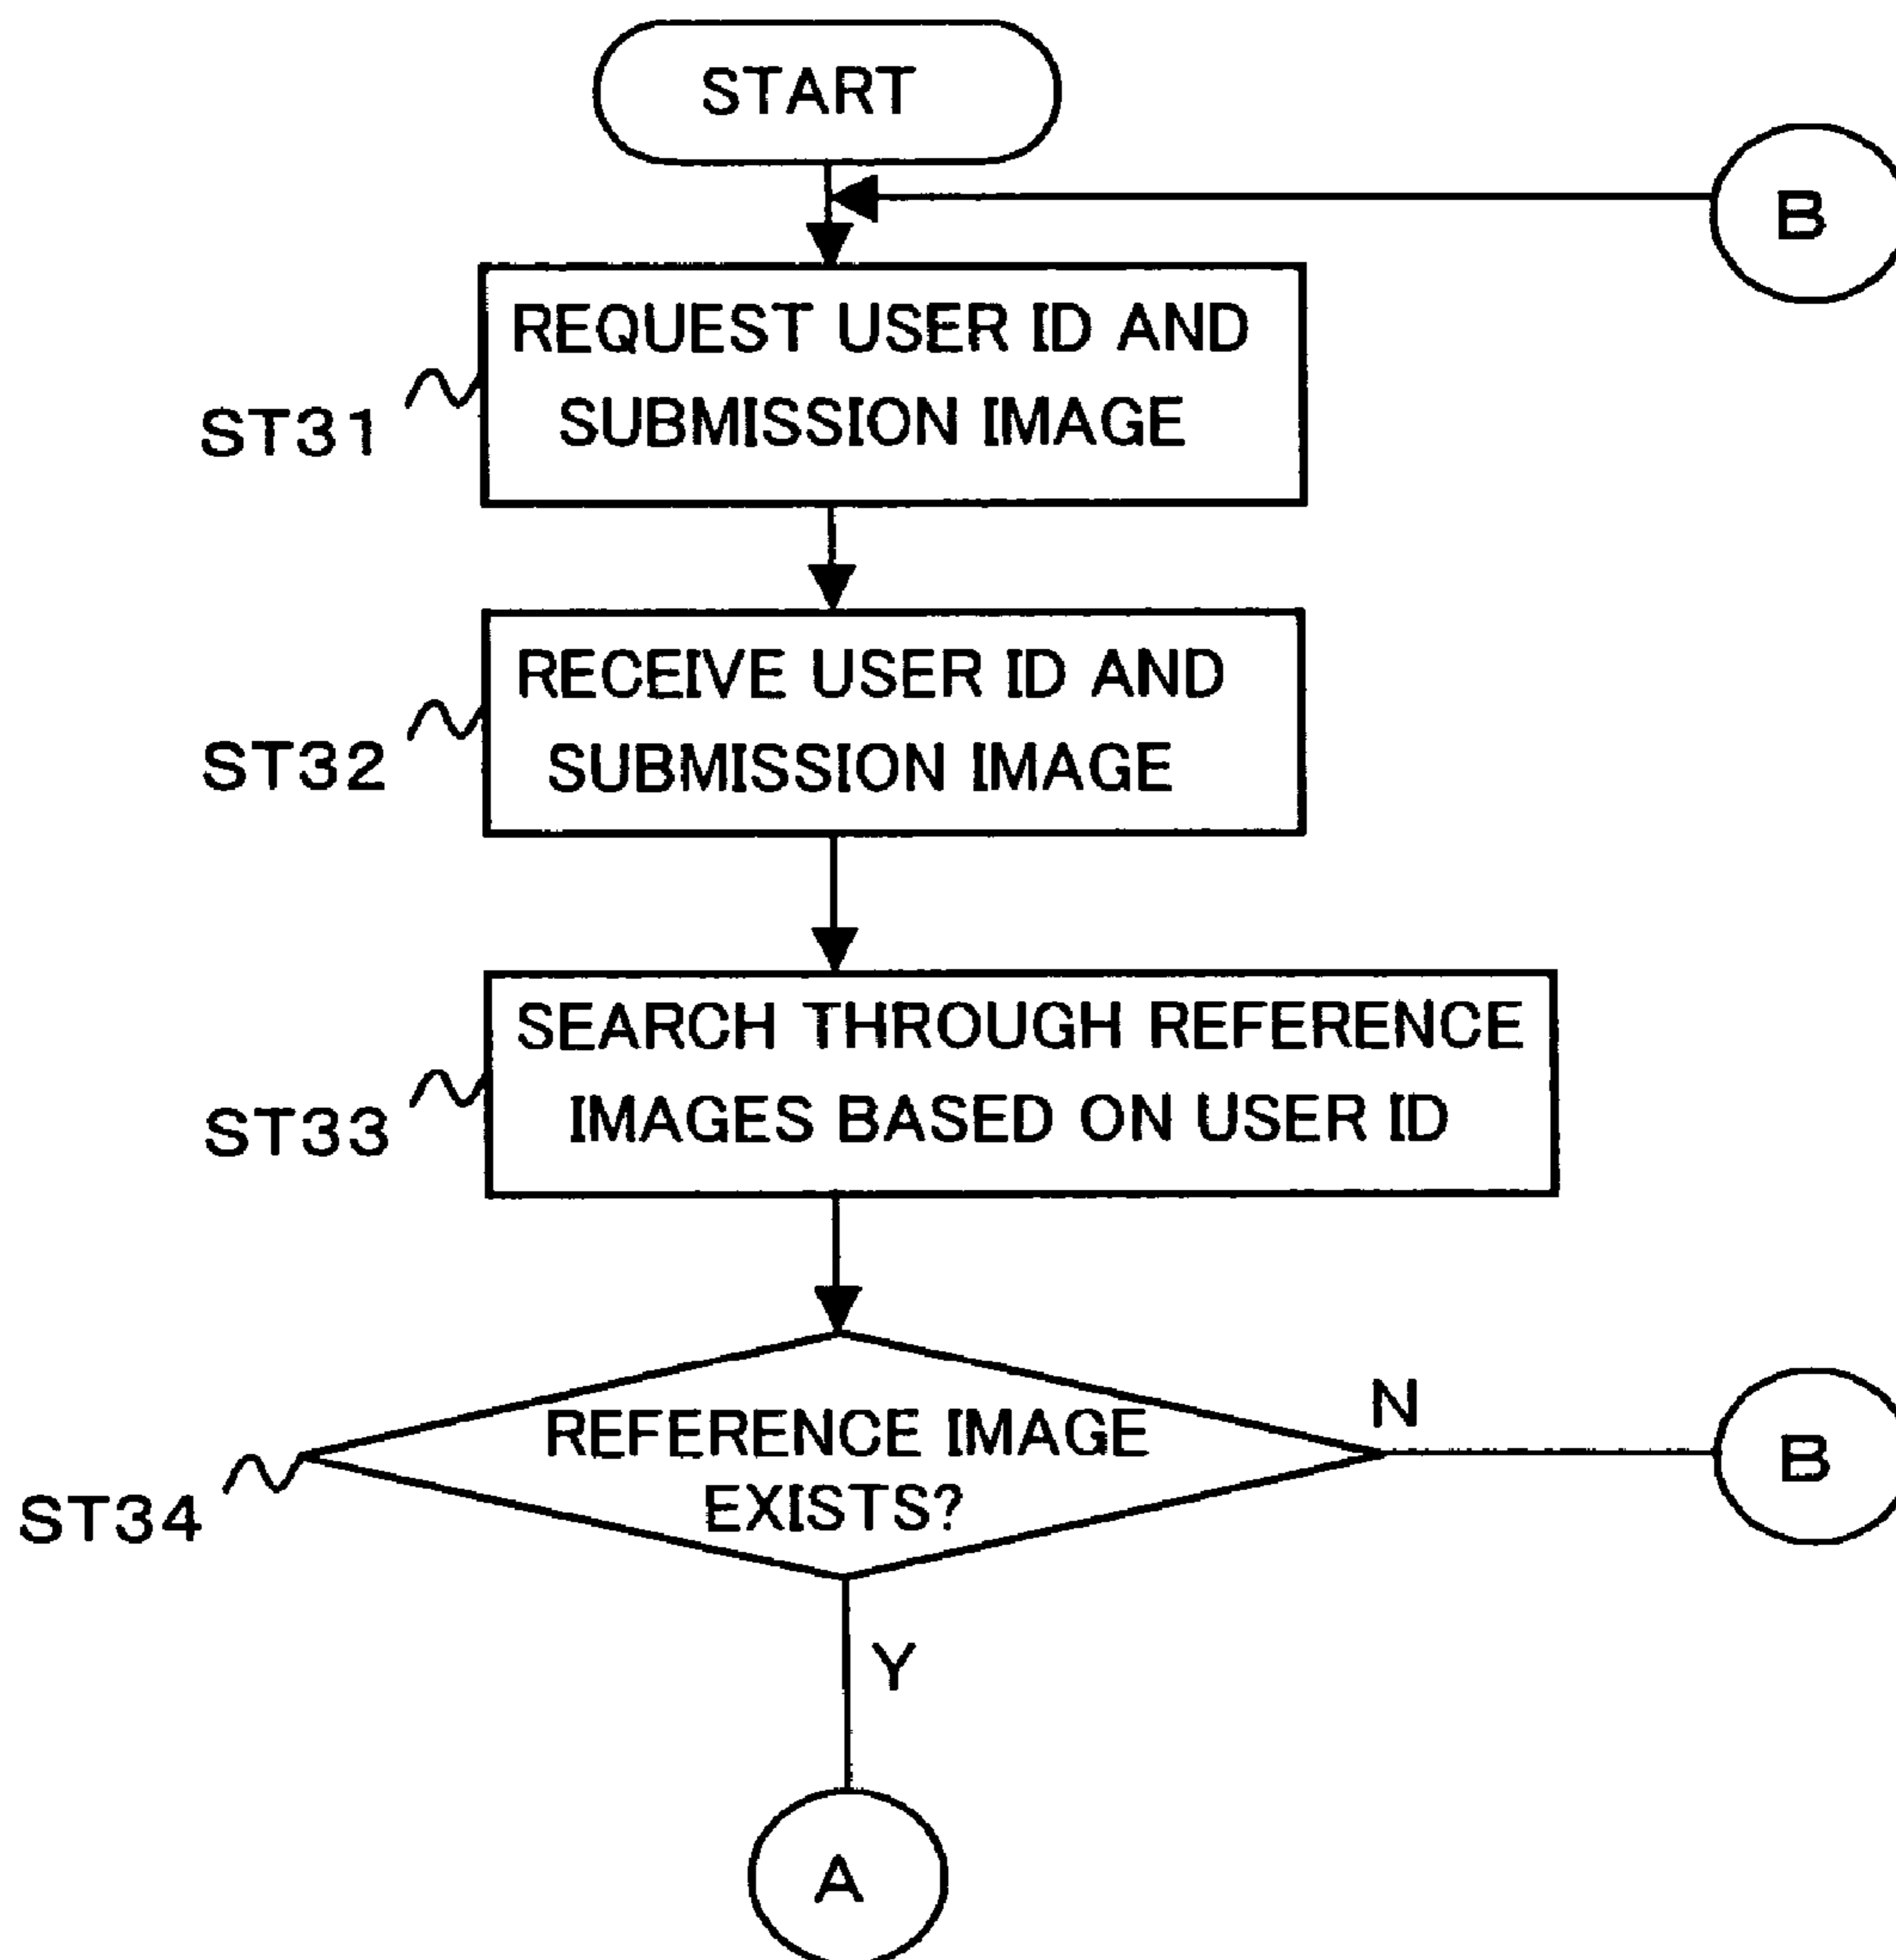 START
B
REQUEST USER ID AND
SUBMISSION IMAGE
ST31
RECEIVE USER ID AND
SUBMISSION IMAGE
ST32
SEARCH THROUGH REFERENCE
IMAGES BASED ON USER ID
ST33
N
REFERENCE IMAGE
EXISTS?
B
ST34
Y
A